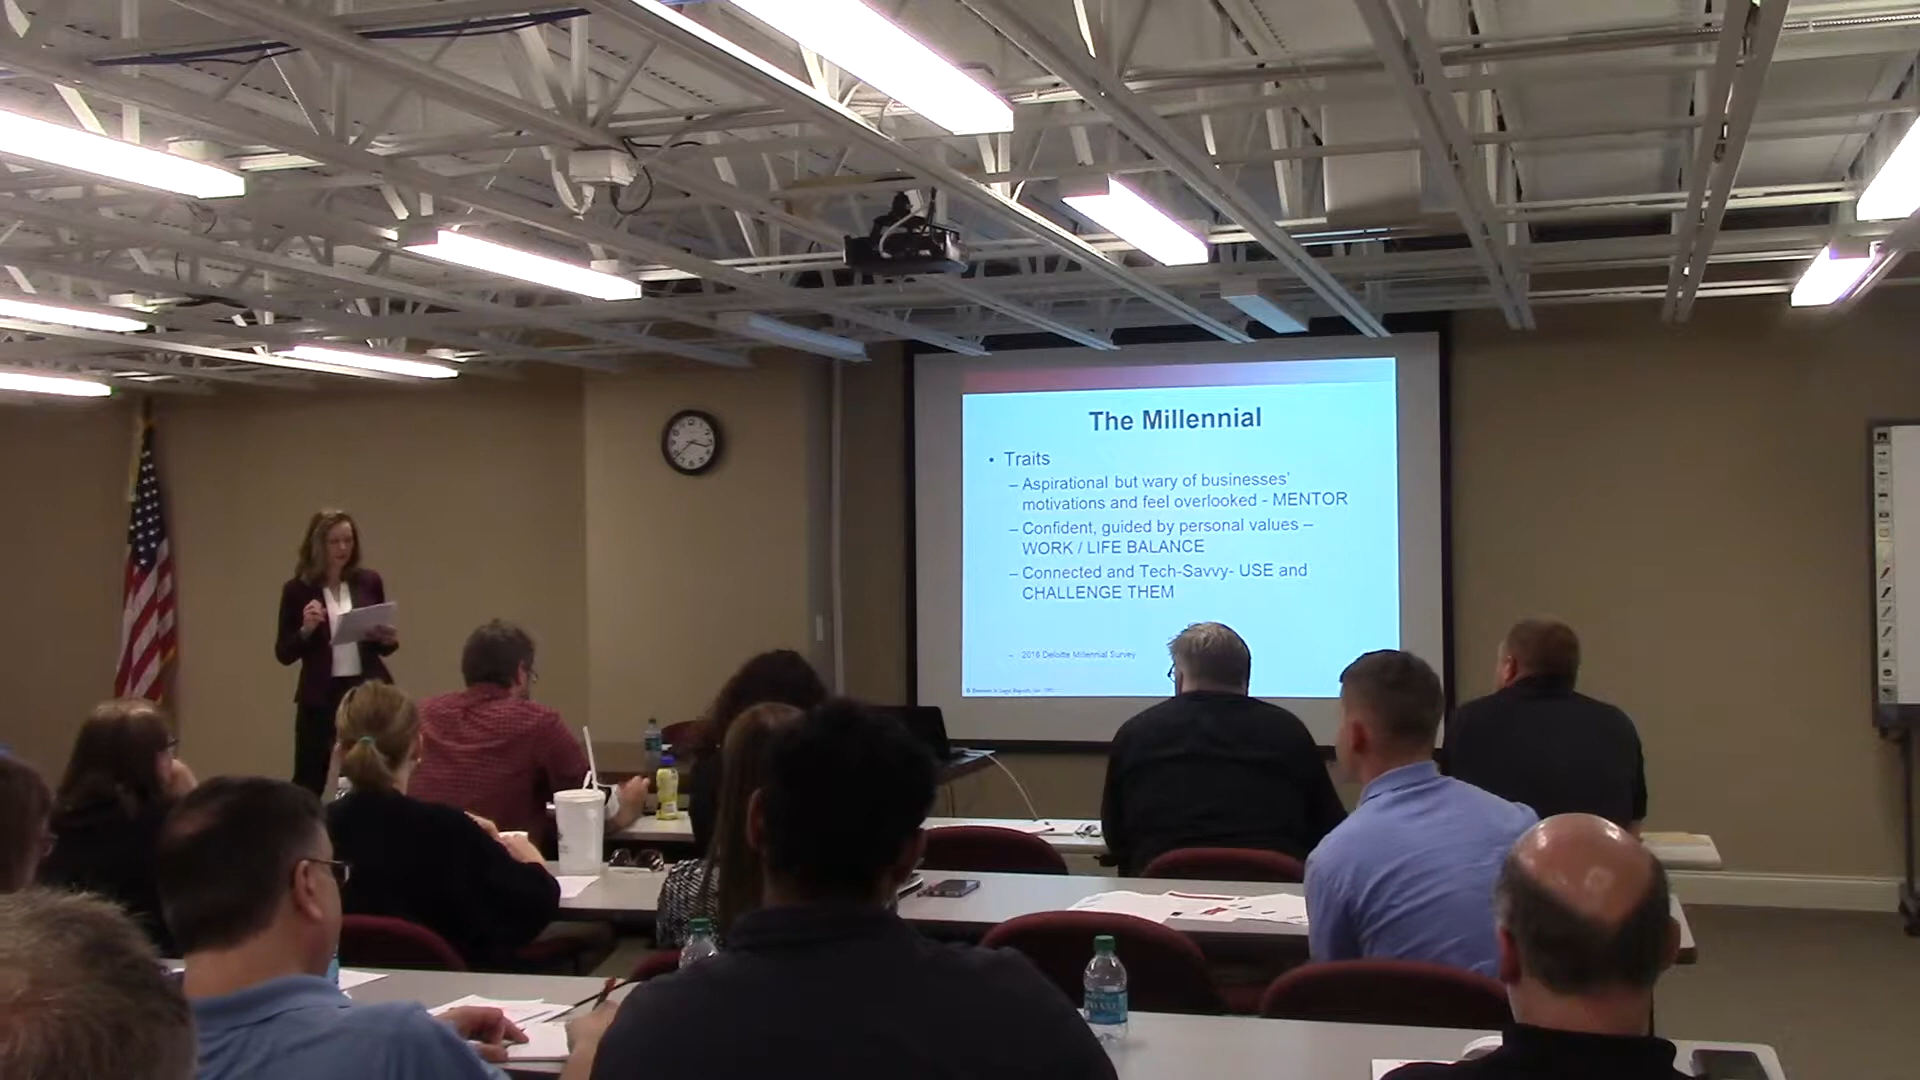 The Millennial
• Traits
– Aspirational but wary of businesses'
motivations and feel overlooked - MENTOR
– Confident, guided by personal values –
WORK / LIFE BALANCE
– Connected and Tech-Savvy- USE and
CHALLENGE THEM
– 2016 Deloitte Millennial Survey